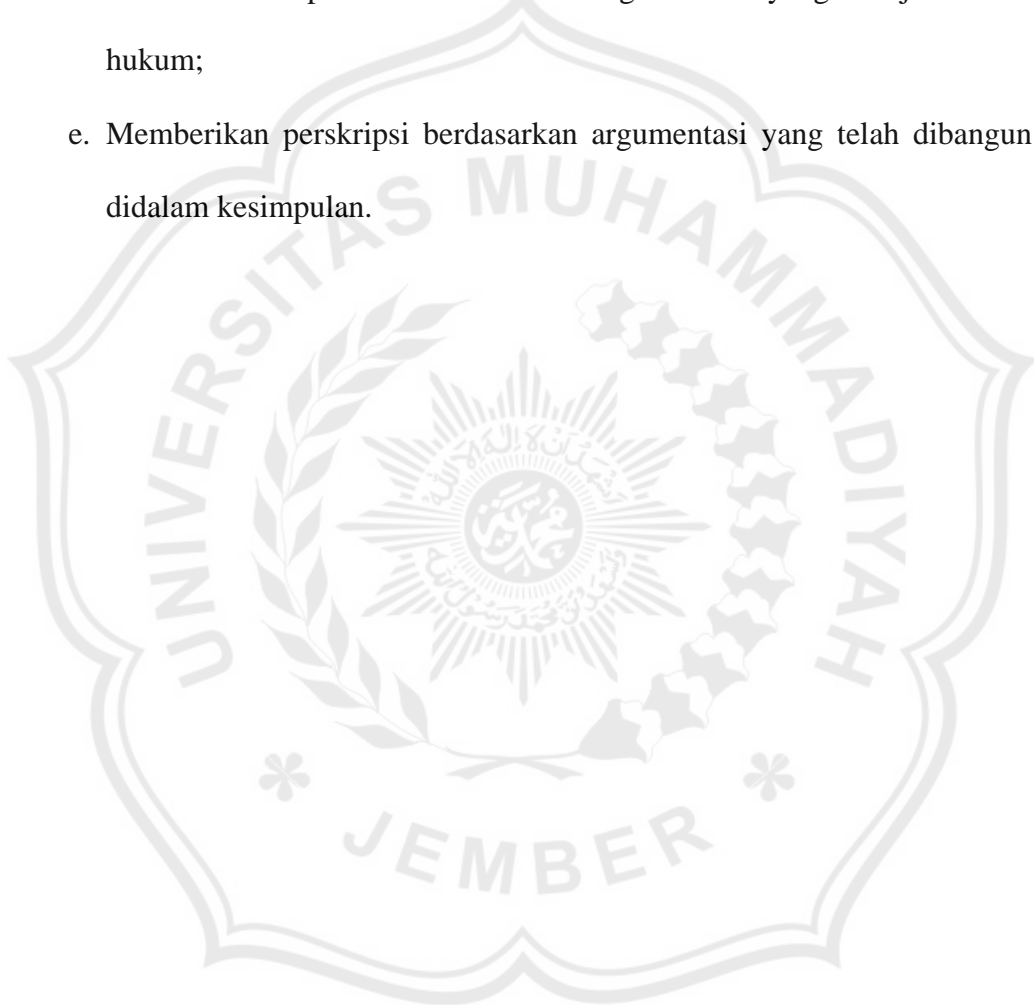 hukum;
e. Memberikan perskripsi berdasarkan argumentasi yang telah dibangun
didalam kesimpulan.
UNIVERSITAS MUHAMMADIYAH
JEMBER